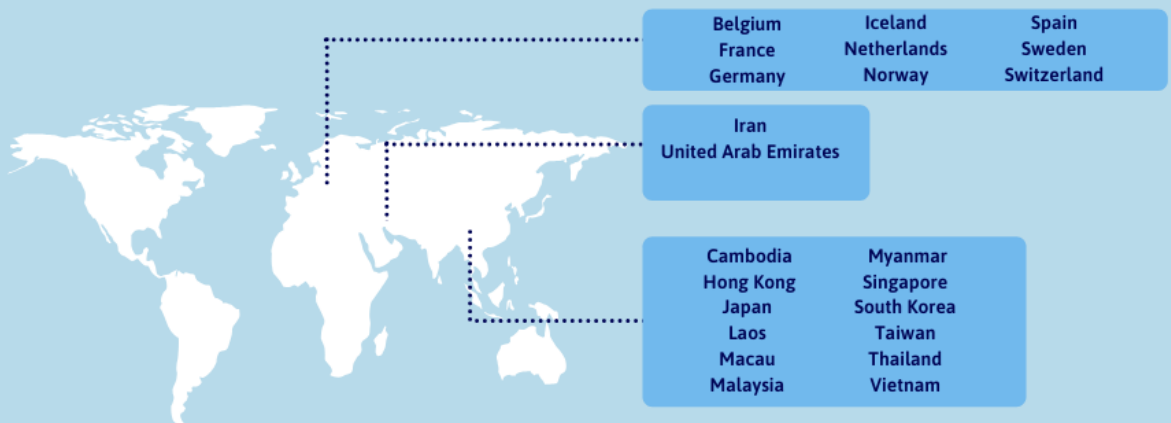 Belgium
France
Germany
Iceland
Netherlands
Norway
Spain
Sweden
Switzerland
Iran
United Arab Emirates
Cambodia
Hong Kong
Japan
Laos
Macau
Malaysia
Myanmar
Singapore
South Korea
Taiwan
Thailand
Vietnam